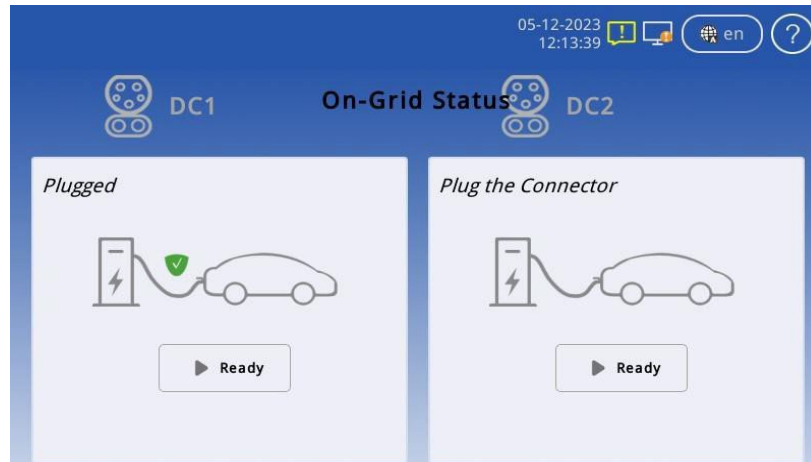 05-12-2023
12:13:39
en
?
DC1
On-Grid Status
DC2
Plugged
Plug the Connector
Ready
Ready